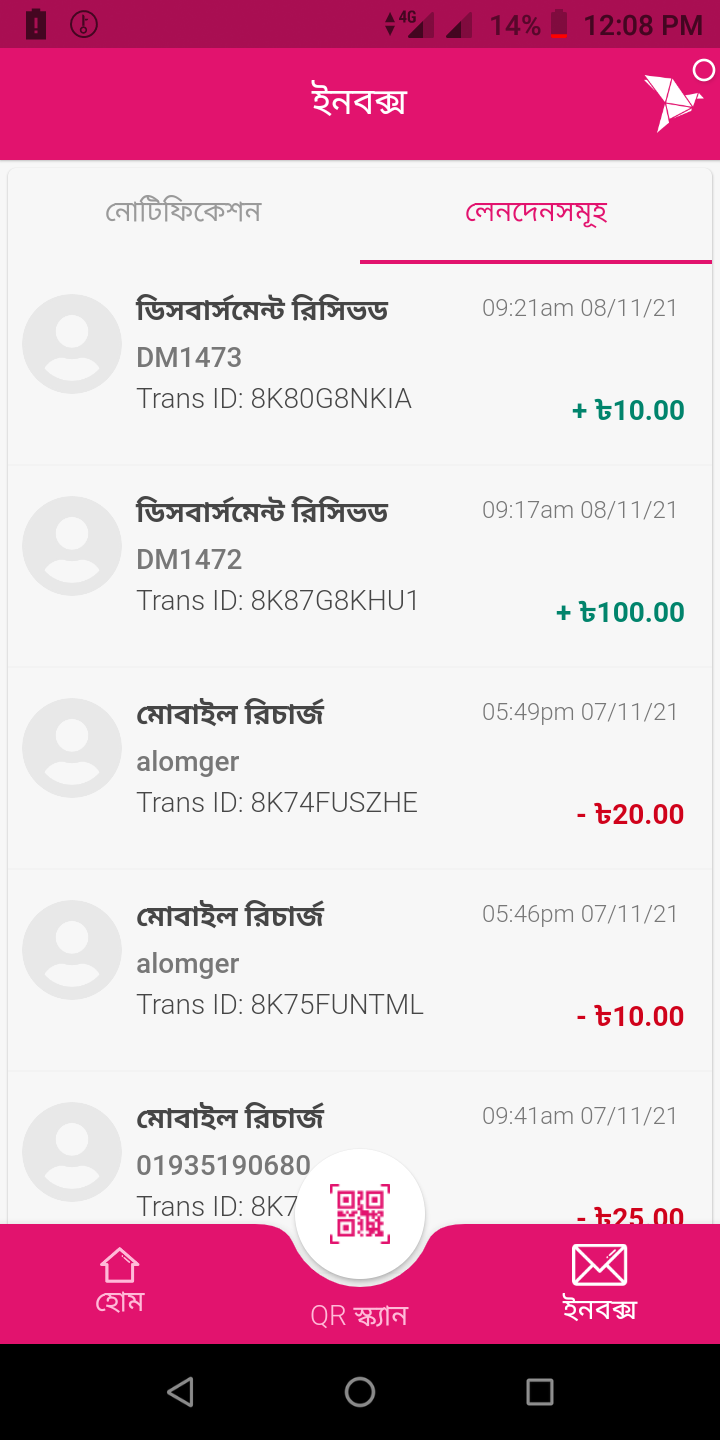 4G 14% 12:08 PM
ইনবক্স
নোটিফিকেশন লেনদেনসমূহ
ডিসবার্সমেন্ট রিসিভড 09:21am 08/11/21
DM1473
Trans ID: 8K80G8NKIA
+ ৳10.00
ডিসবার্সমেন্ট রিসিভড 09:17am 08/11/21
DM1472
Trans ID: 8K87G8KHU1
+ ৳100.00
মোবাইল রিচার্জ 05:49pm 07/11/21
alomger
Trans ID: 8K74FUSZHE
- ৳20.00
মোবাইল রিচার্জ 05:46pm 07/11/21
alomger
Trans ID: 8K75FUNTML
- ৳10.00
মোবাইল রিচার্জ 09:41am 07/11/21
01935190680
Trans ID: 8K7
- ৳25.00
হোম QR স্ক্যান ইনবক্স